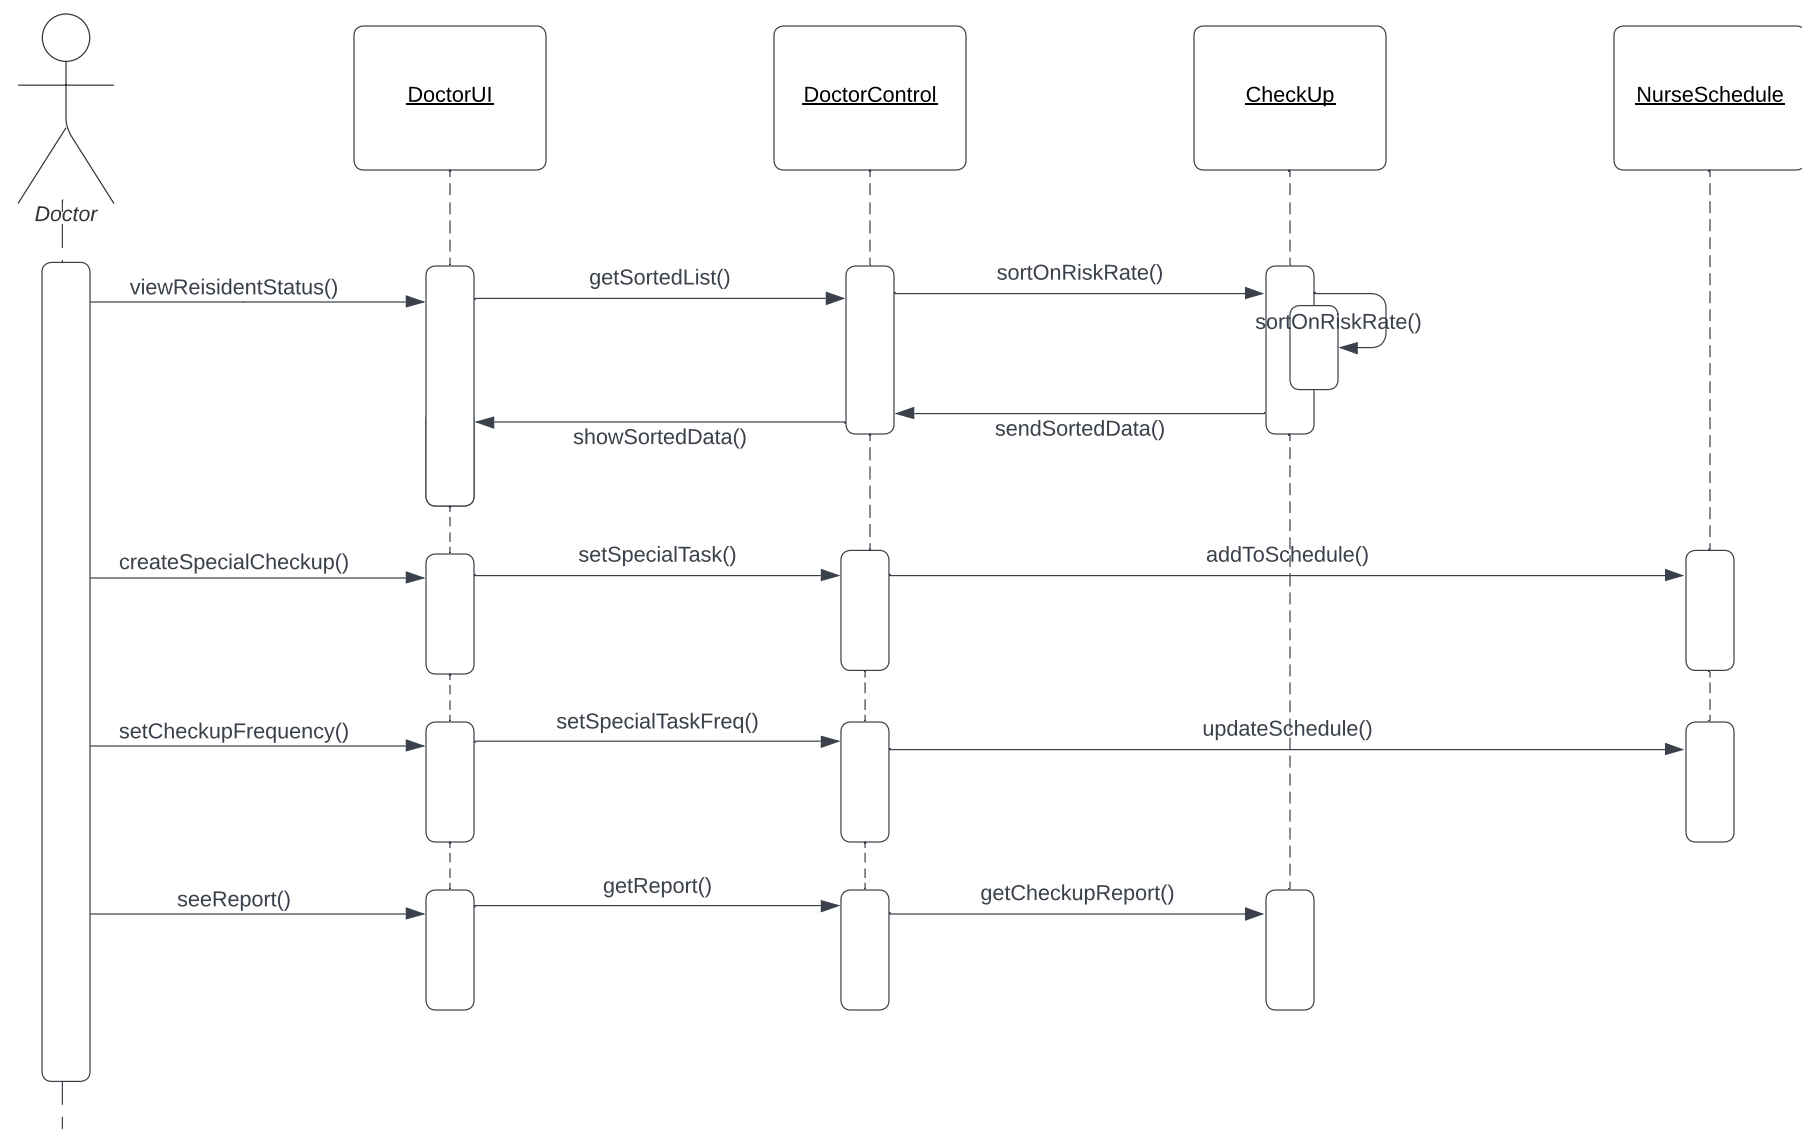 DoctorUI
DoctorControl
CheckUp
NurseSchedule
Doctor
viewReisidentStatus()
getSortedList()
sortOnRiskRate()
sortOnRiskRate()
showSortedData()
sendSortedData()
createSpecialCheckup()
setSpecialTask()
addToSchedule()
setCheckupFrequency()
setSpecialTaskFreq()
updateSchedule()
seeReport()
getReport()
getCheckupReport()